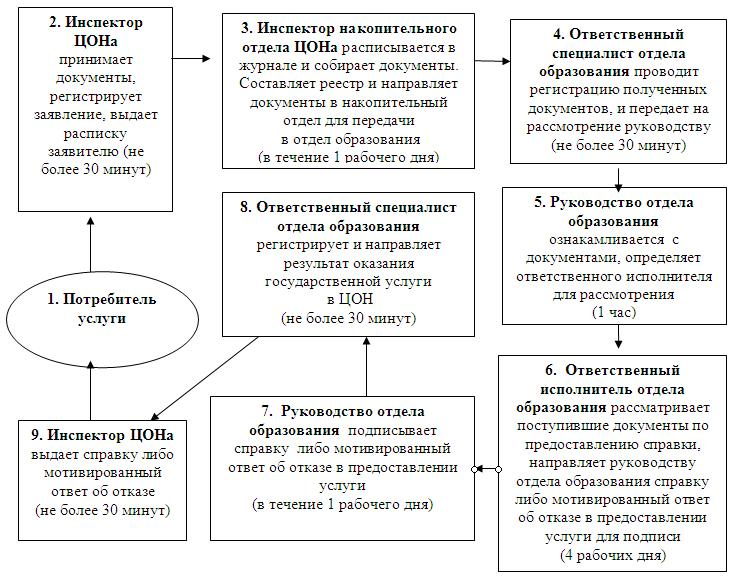 2. Инспектор
ЦОНа
принимает
документы,
регистрирует
заявление, выдает
расписку
заявителю (не
более 30 минут)
3. Инспектор накопительного
отдела ЦОНа расписывается в
журнале и собирает документы.
Составляет реестр и направляет
документы в накопительный
отдел для передачи
в отдел образования
(в течение 1 рабочего дня)
4. Ответственный
специалист отдела
образования проводит
регистрацию полученных
документов, и передает на
рассмотрение руководству
(не более 30 минут)
5. Руководство отдела
образования
ознакамливается с
документами, определяет
ответственного исполнителя
для рассмотрения
(1 час)
6. Ответственный
исполнитель отдела
образования рассматривает
поступившие документы по
предоставлению справки,
направляет руководству
отдела образования справку
либо мотивированный ответ
об отказе в предоставлении
услуги для подписи
(4 рабочих дня)
7. Руководство отдела
образования подписывает
справку либо мотивированный
ответ об отказе в предоставлении
услуги
(в течение 1 рабочего дня)
8. Ответственный специалист
отдела образования
регистрирует и направляет
результат оказания
государственной услуги
в ЦОН
(не более 30 минут)
9. Инспектор ЦОНа
выдает справку либо
мотивированный
ответ об отказе
(не более 30 минут)
1. Потребитель
услуги